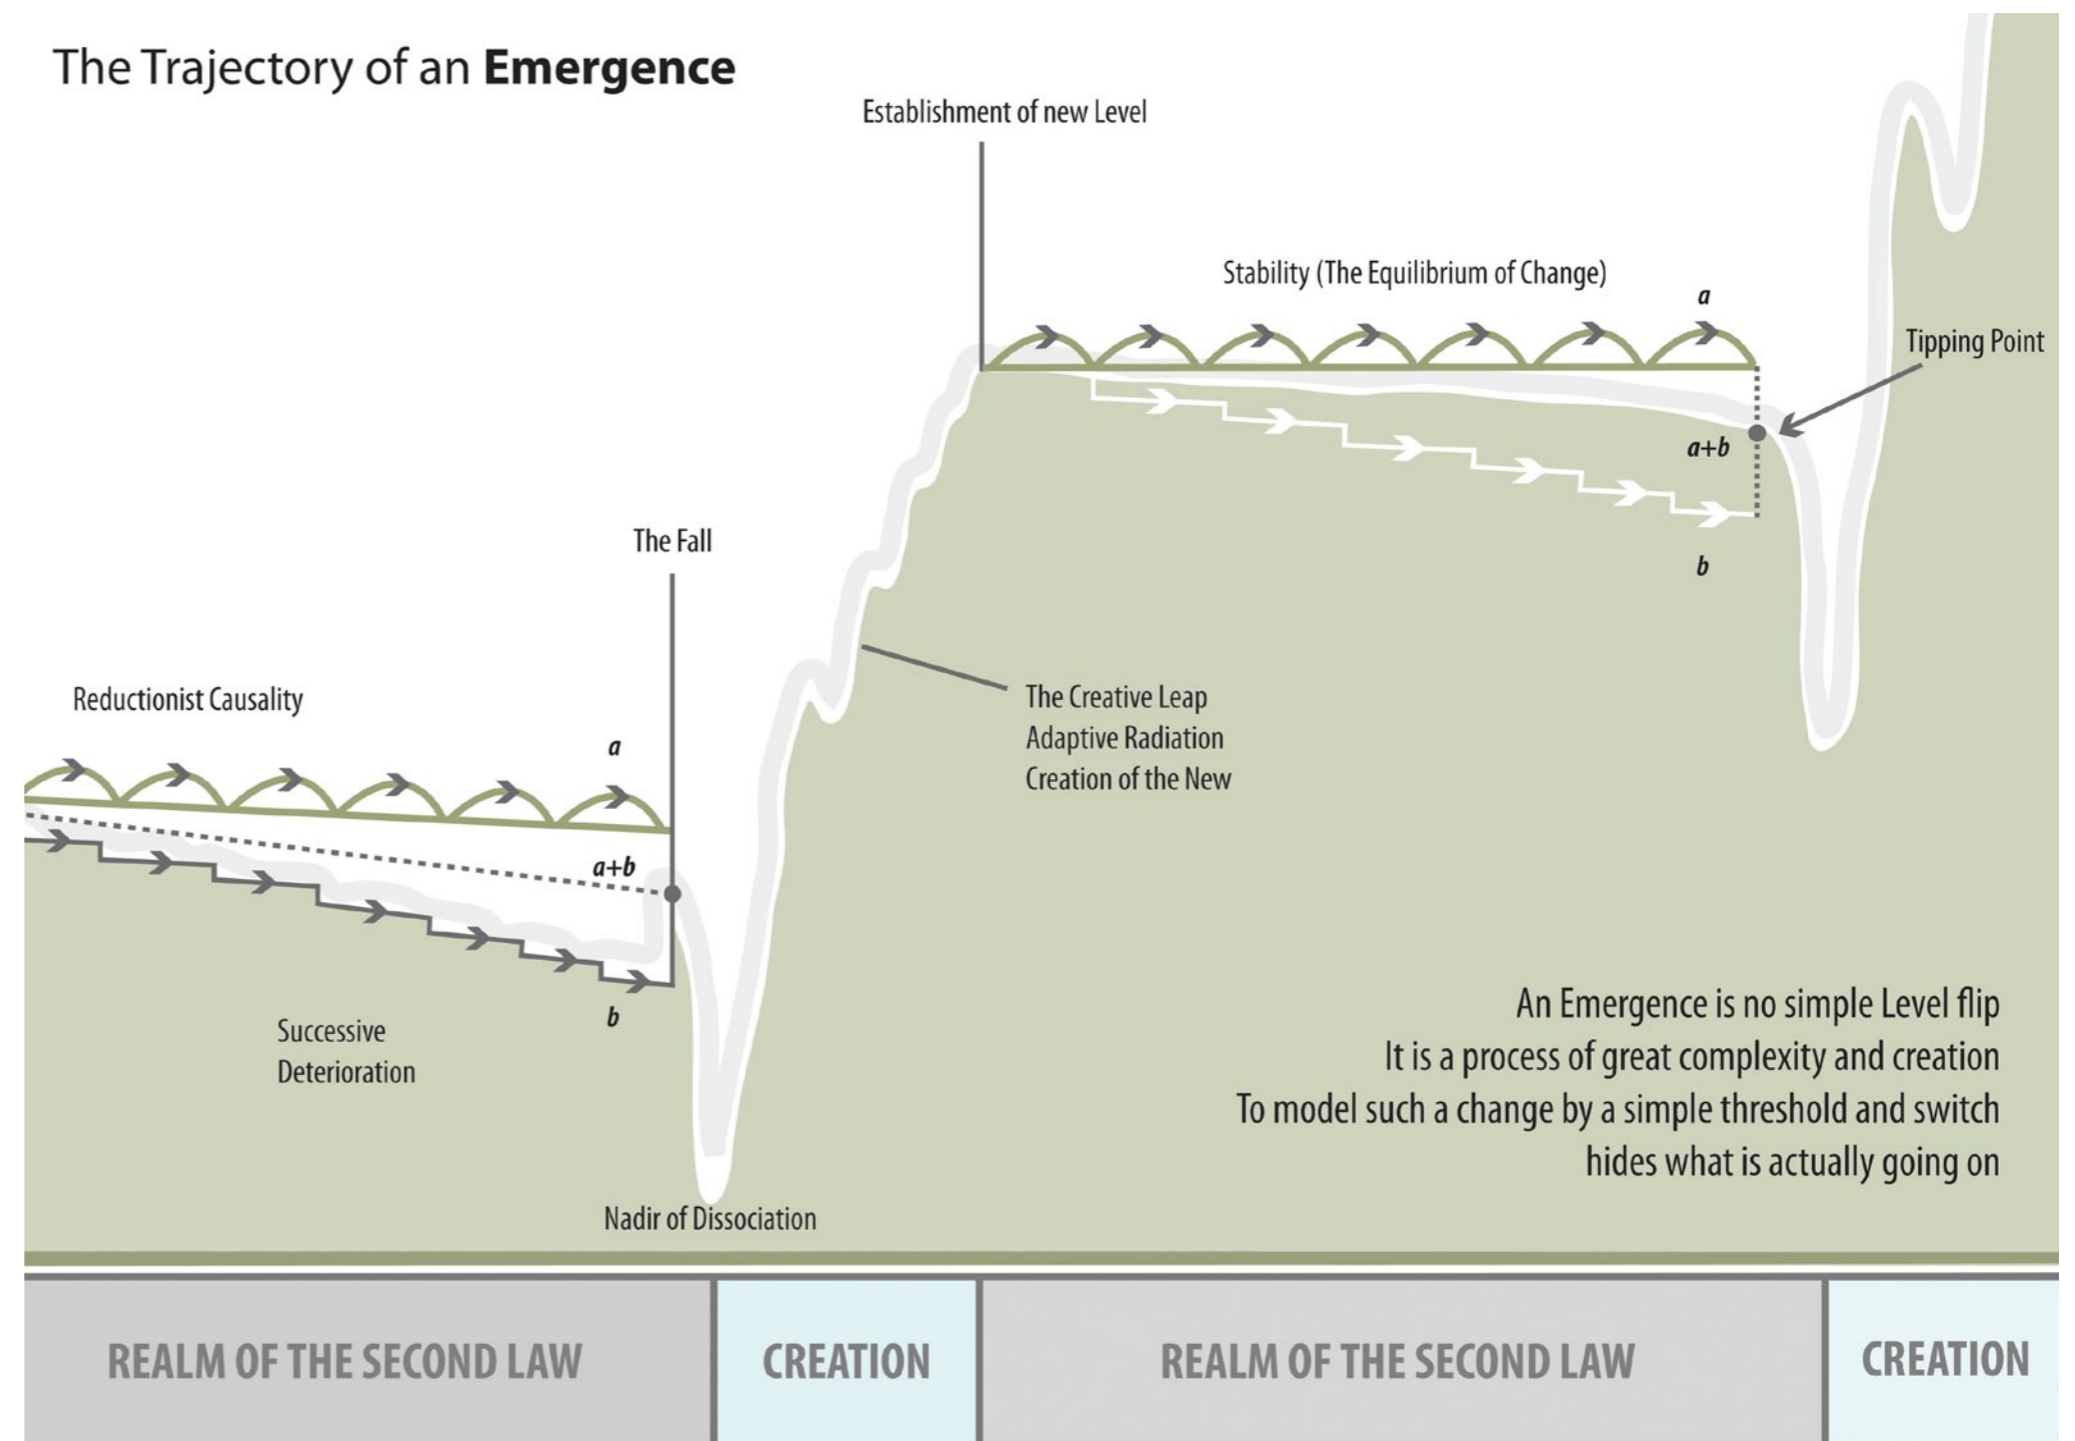 The Trajectory of an Emergence
Establishment of new Level
Stability (The Equilibrium of Change)
a
Tipping Point
a+b
b
The Fall
Reductionist Causality
a
a+b
b
Successive
Deterioration
The Creative Leap
Adaptive Radiation
Creation of the New
Nadir of Dissociation
An Emergence is no simple Level flip
It is a process of great complexity and creation
To model such a change by a simple threshold and switch
hides what is actually going on
REALM OF THE SECOND LAW
CREATION
REALM OF THE SECOND LAW
CREATION